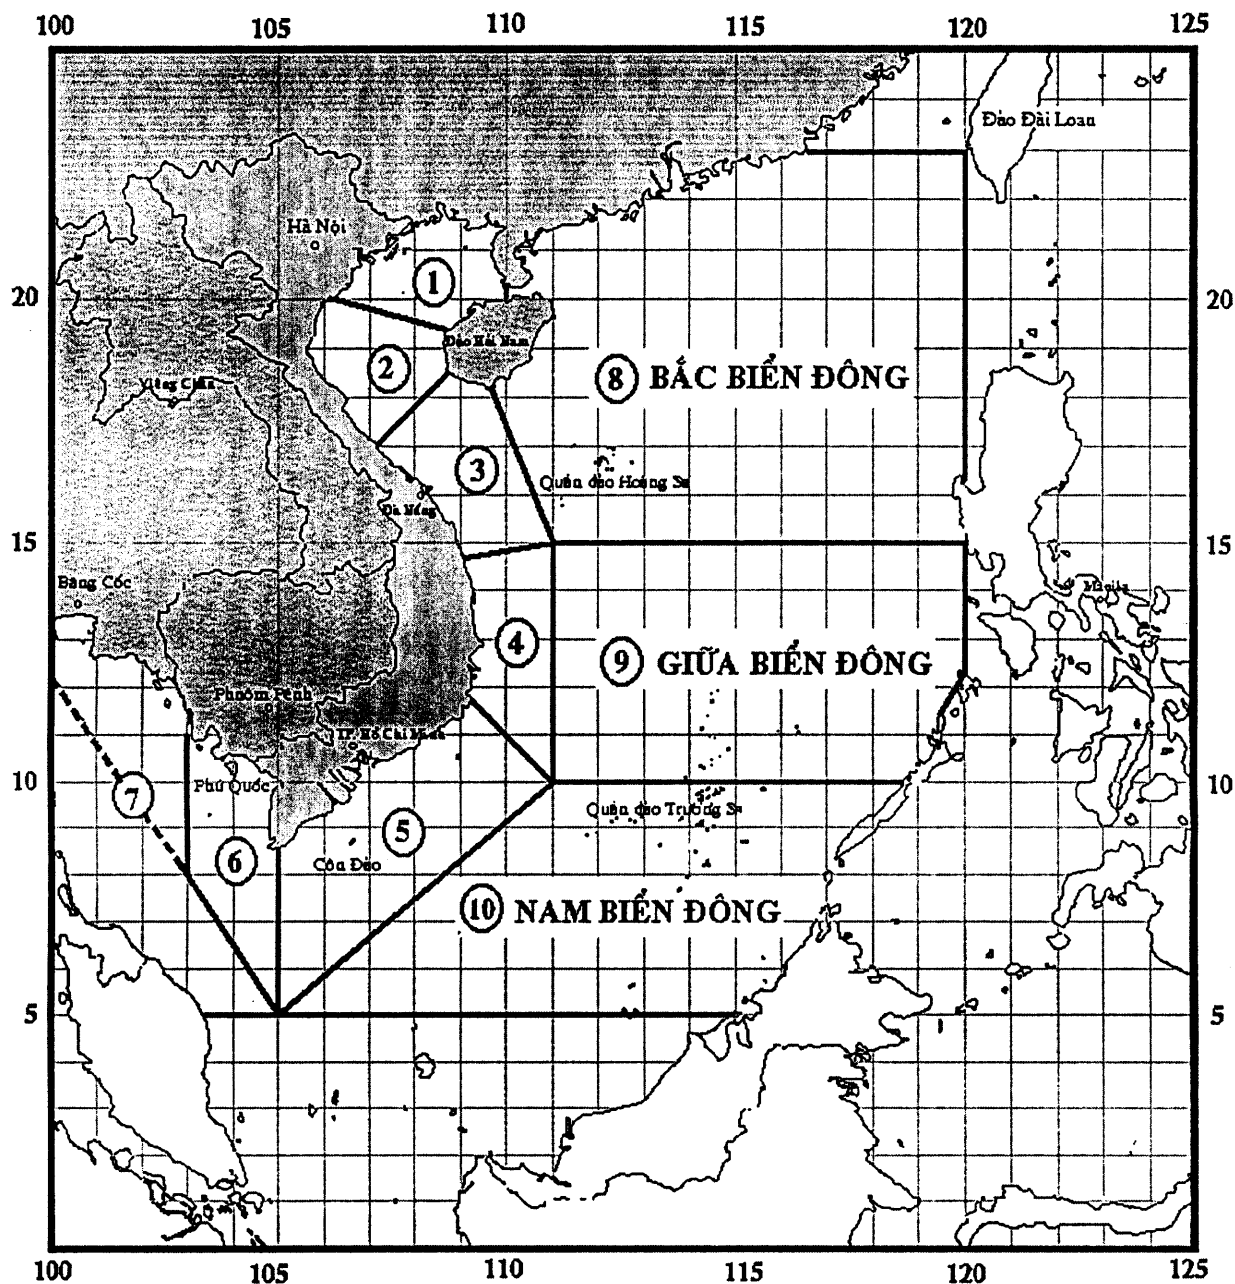 100 105 110 115 120 125
Đảo Đài Loan
Hà Nội
1
20 20
Đảo Hải Nam
2
8 BẮC BIỂN ĐÔNG
Viêng Chăn
3
Quần đảo Hoàng Sa
Đà Nẵng
15 15
Băng Cốc
Manila
4
9 GIỮA BIỂN ĐÔNG
Phnôm Pênh
TP. Hồ Chí Minh
10 10
Phú Quốc
7
Quần đảo Trường Sa
5
6
Côn Đảo
10 NAM BIỂN ĐÔNG
5 5
100 105 110 115 120 125